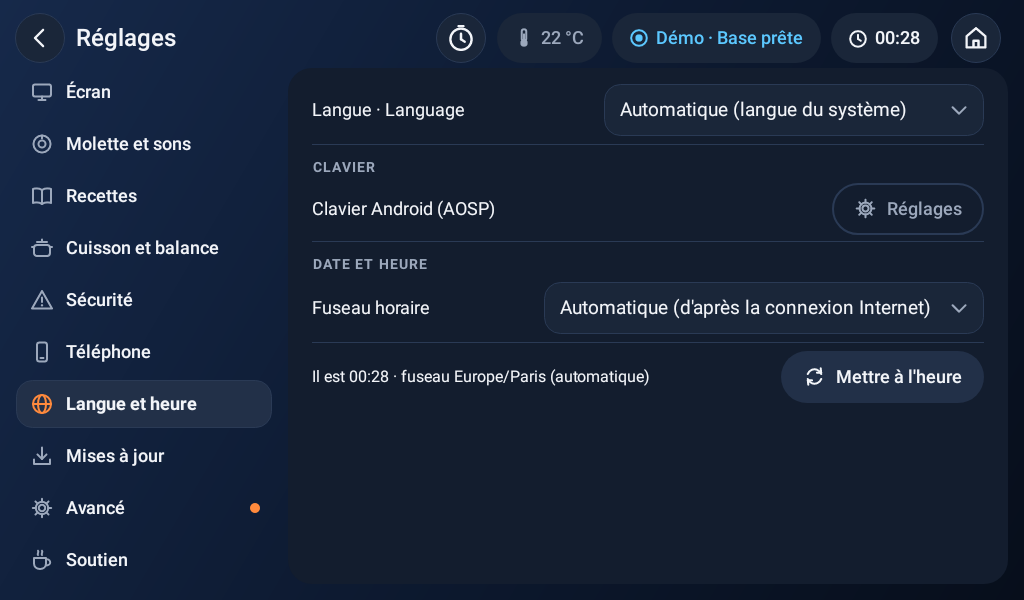 Réglages
22 °C
Démo · Base prête
00:28
Écran
Molette et sons
Recettes
Cuisson et balance
Sécurité
Téléphone
Langue et heure
Mises à jour
Avancé
Soutien
Langue · Language
Automatique (langue du système)
CLAVIER
Clavier Android (AOSP)
Réglages
DATE ET HEURE
Fuseau horaire
Automatique (d'après la connexion Internet)
Il est 00:28 · fuseau Europe/Paris (automatique)
Mettre à l'heure